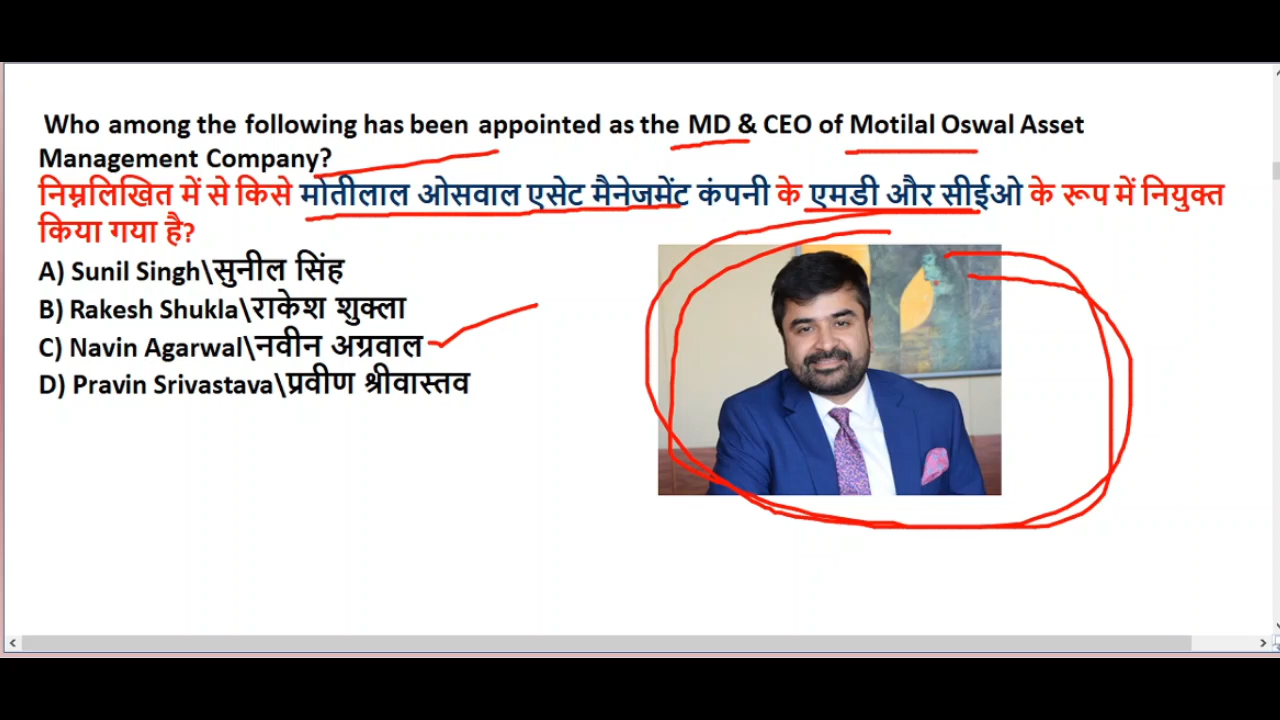 Who among the following has been appointed as the MD & CEO of Motilal Oswal Asset
Management Company?
निम्नलिखित में से किसे मोतीलाल ओसवाल एसेट मैनेजमेंट कंपनी के एमडी और सीईओ के रूप में नियुक्त
किया गया है?
A) Sunil Singh\सुनील सिंह
B) Rakesh Shukla\राकेश शुक्ला
C) Navin Agarwal\नवीन अग्रवाल
D) Pravin Srivastava\प्रवीण श्रीवास्तव